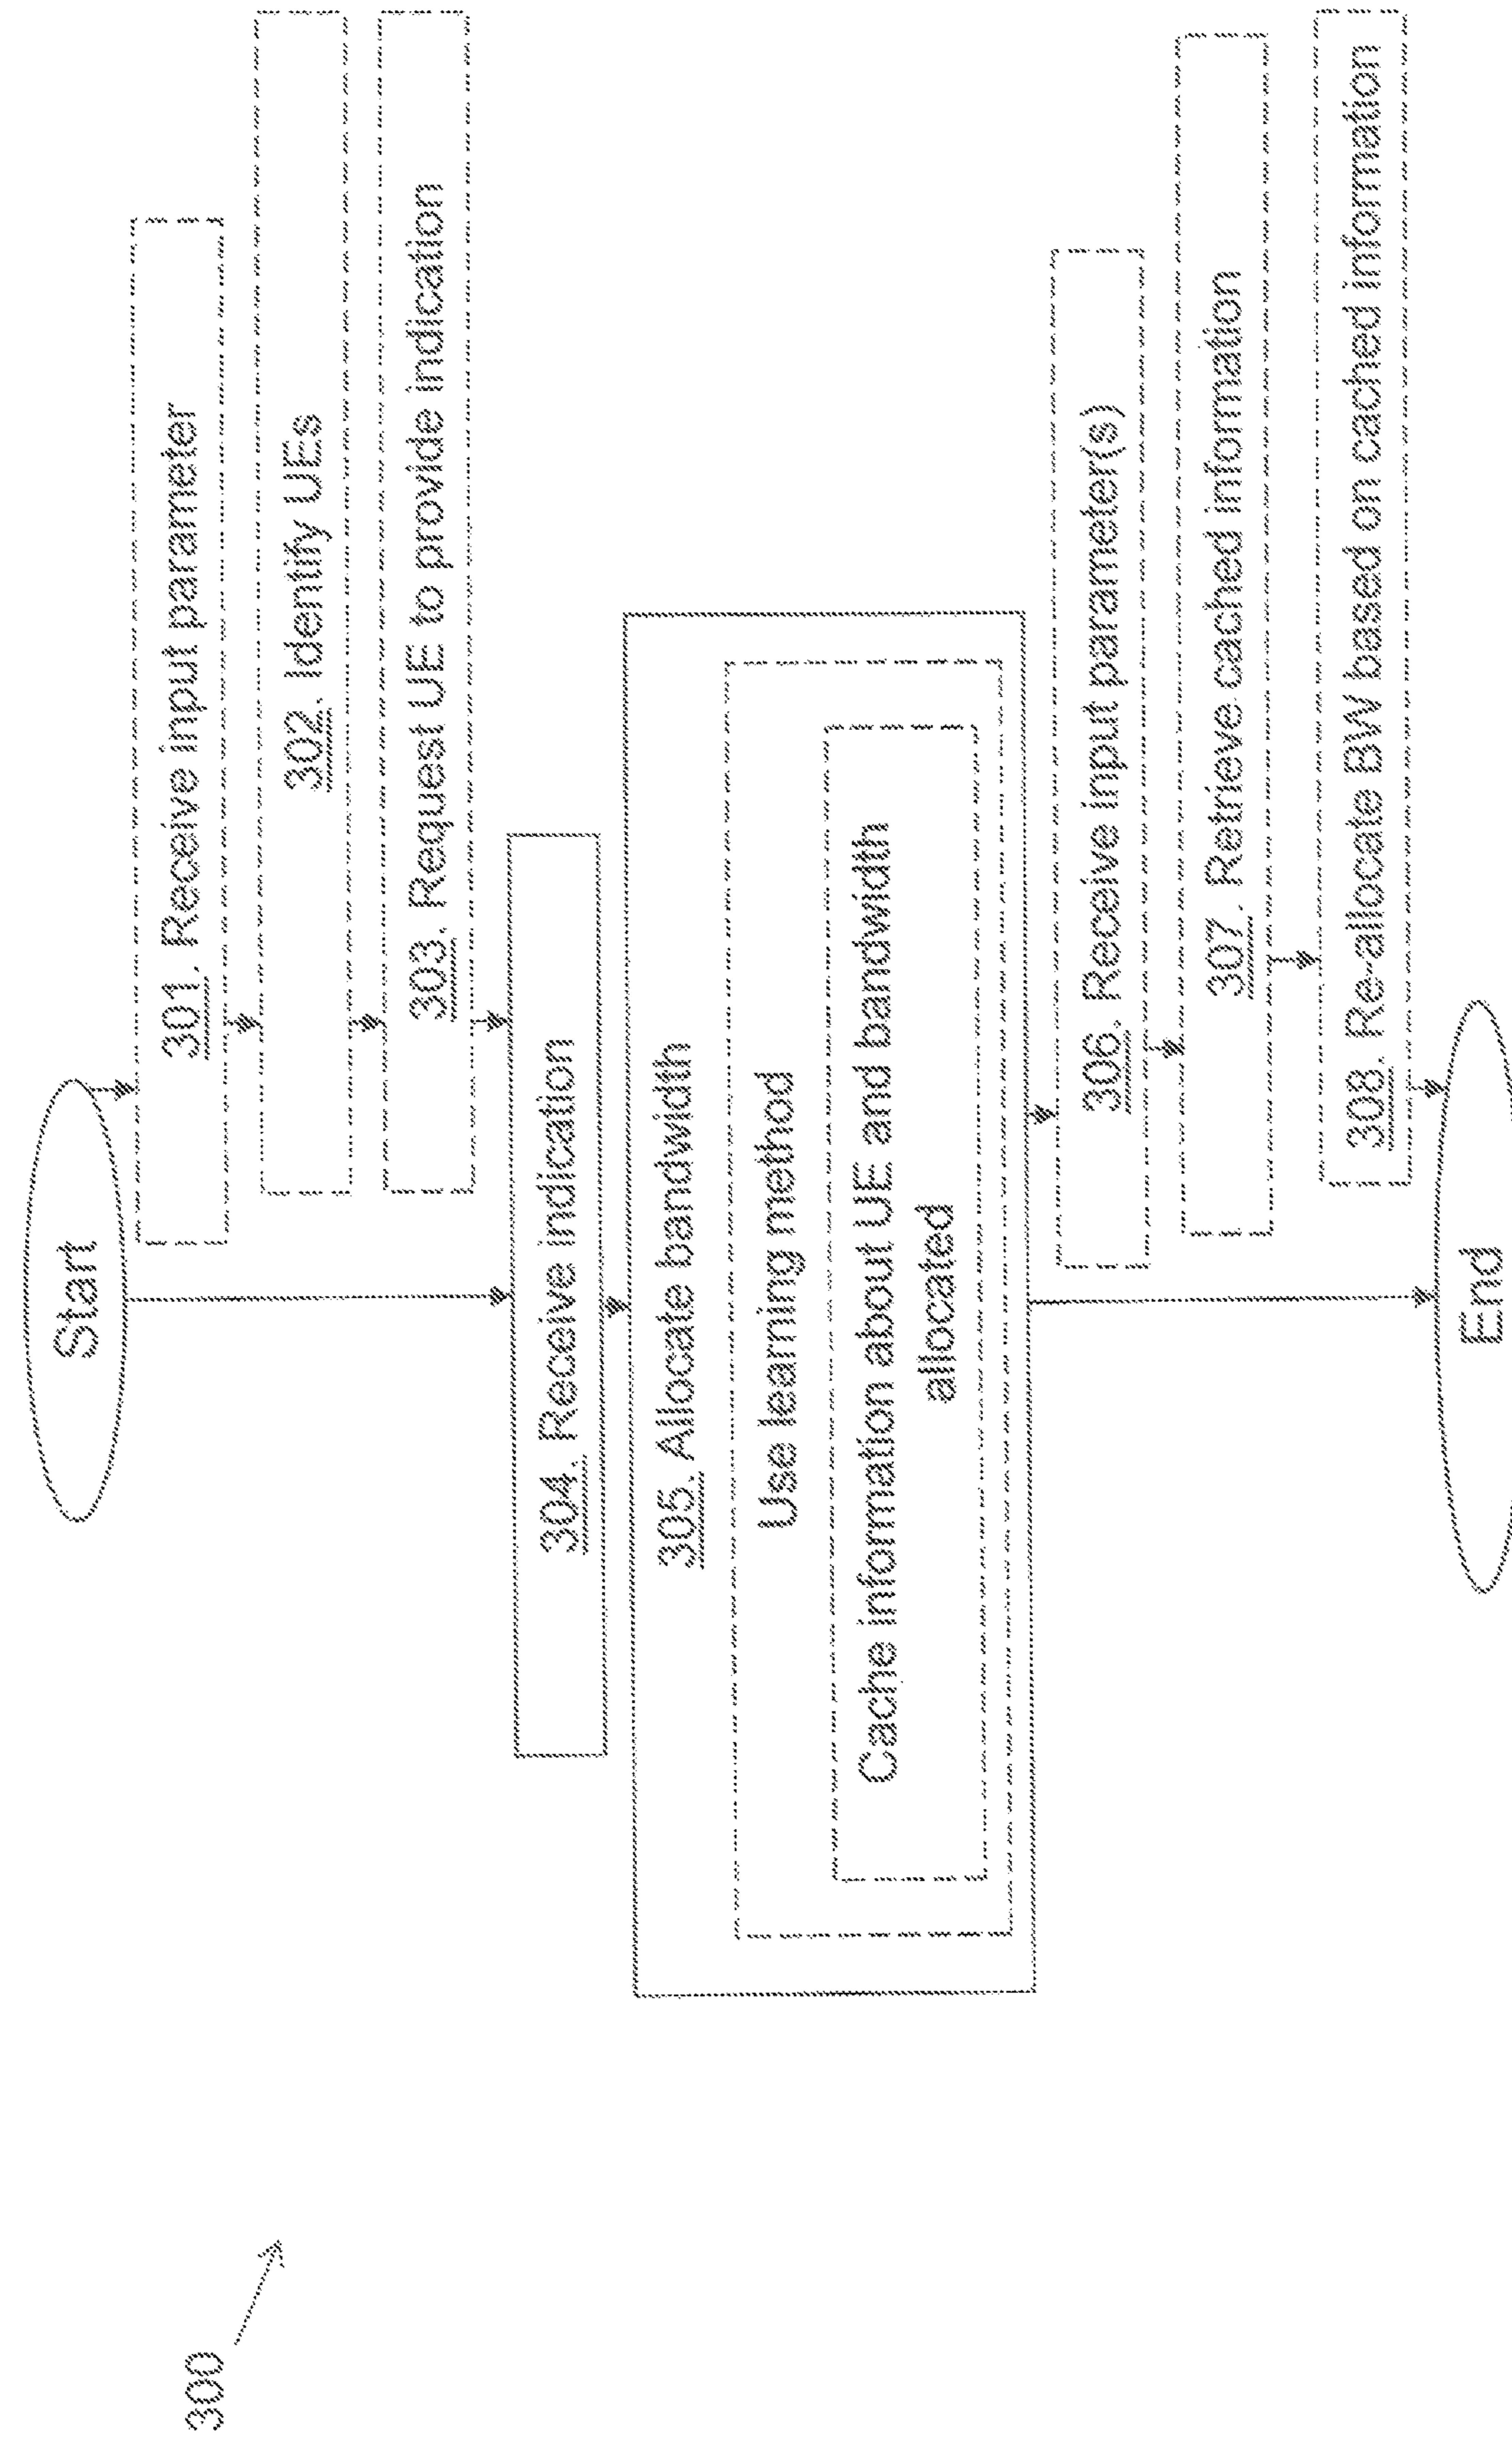 300
Start
301. Receive input parameter
302. Identify UEs
303. Request UE to provide indication
304. Receive indication
305. Allocate bandwidth
Use learning method
Cache information about UE and bandwidth
allocated
306. Receive input parameter(s)
307. Retrieve cached information
308. Re-allocate BW based on cached information
End